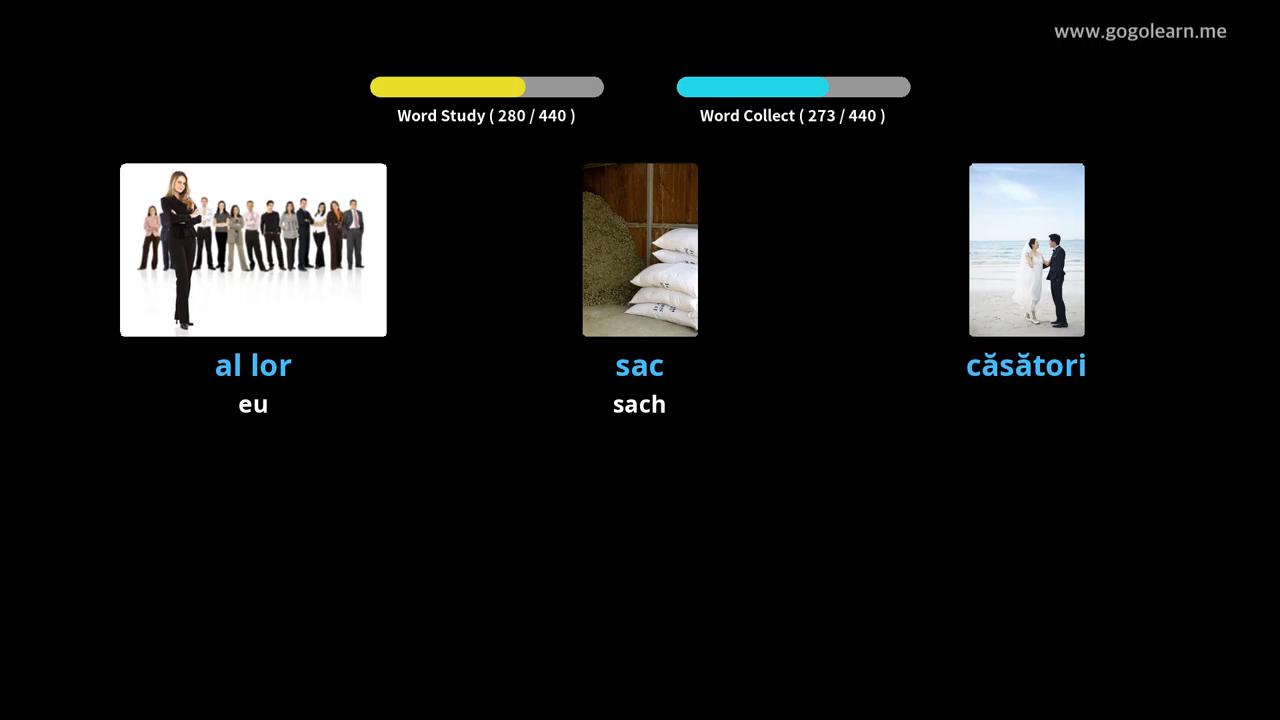 www.gogolearn.me
Word Study ( 280 / 440 )
Word Collect ( 273 / 440 )
al lor
sac
căsători
eu
sach